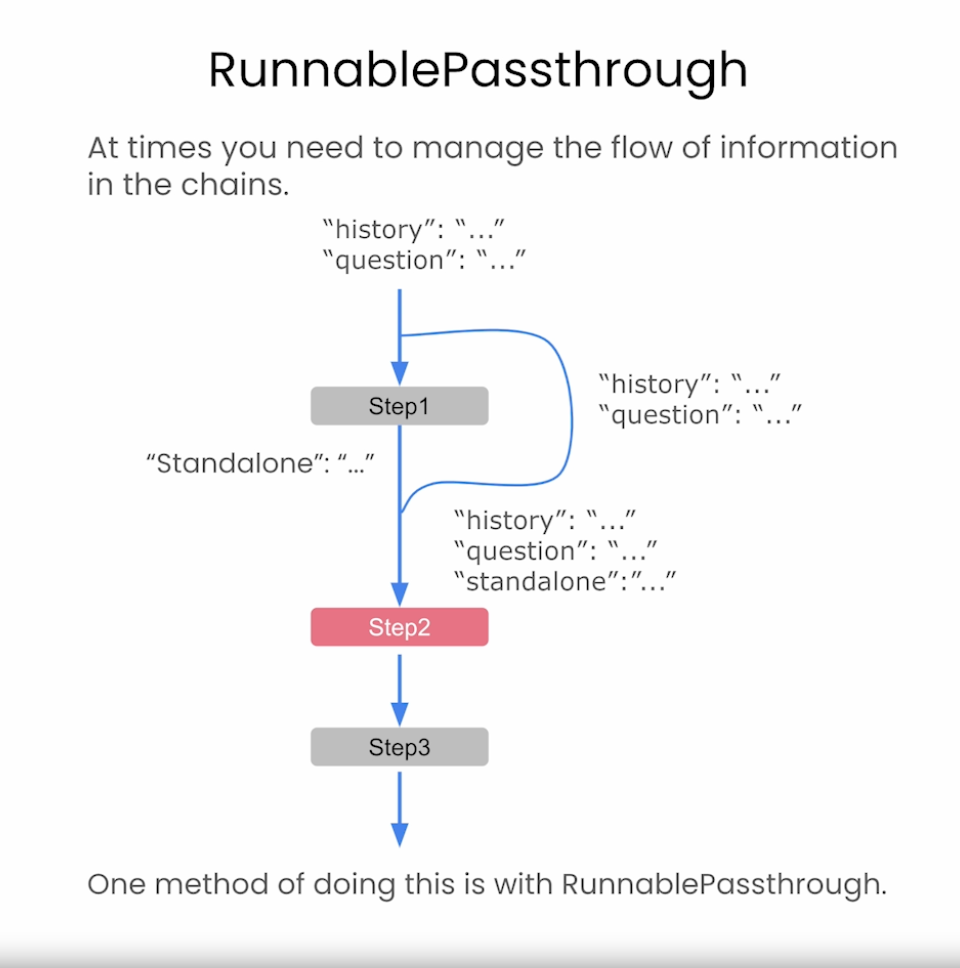 RunnablePassthrough
At times you need to manage the flow of information
in the chains.
“history”: “...”
“question”: “...”
“history”: “...”
“question”: “...”
Step1
“Standalone”: “...”
“history”: “...”
“question”: “...”
“standalone”:”...”
Step2
Step3
One method of doing this is with RunnablePassthrough.